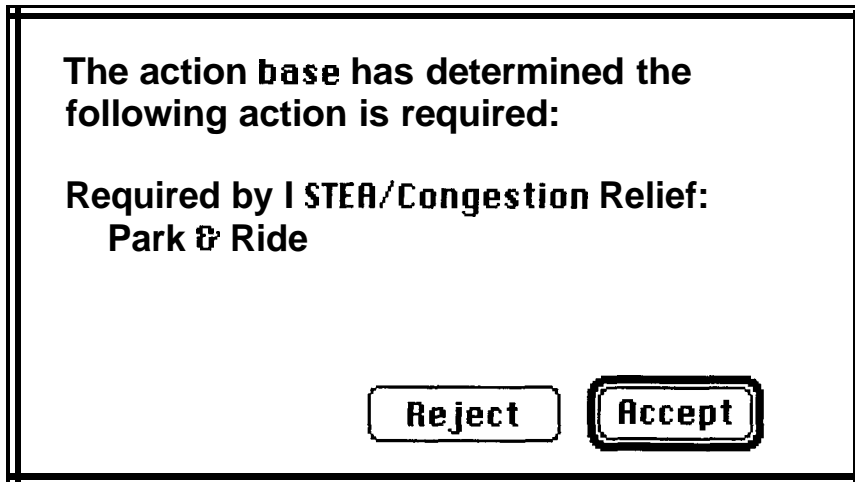 The action base has determined the
following action is required:
Required by I STEA/Congestion Relief:
Park & Ride
Reject
Accept